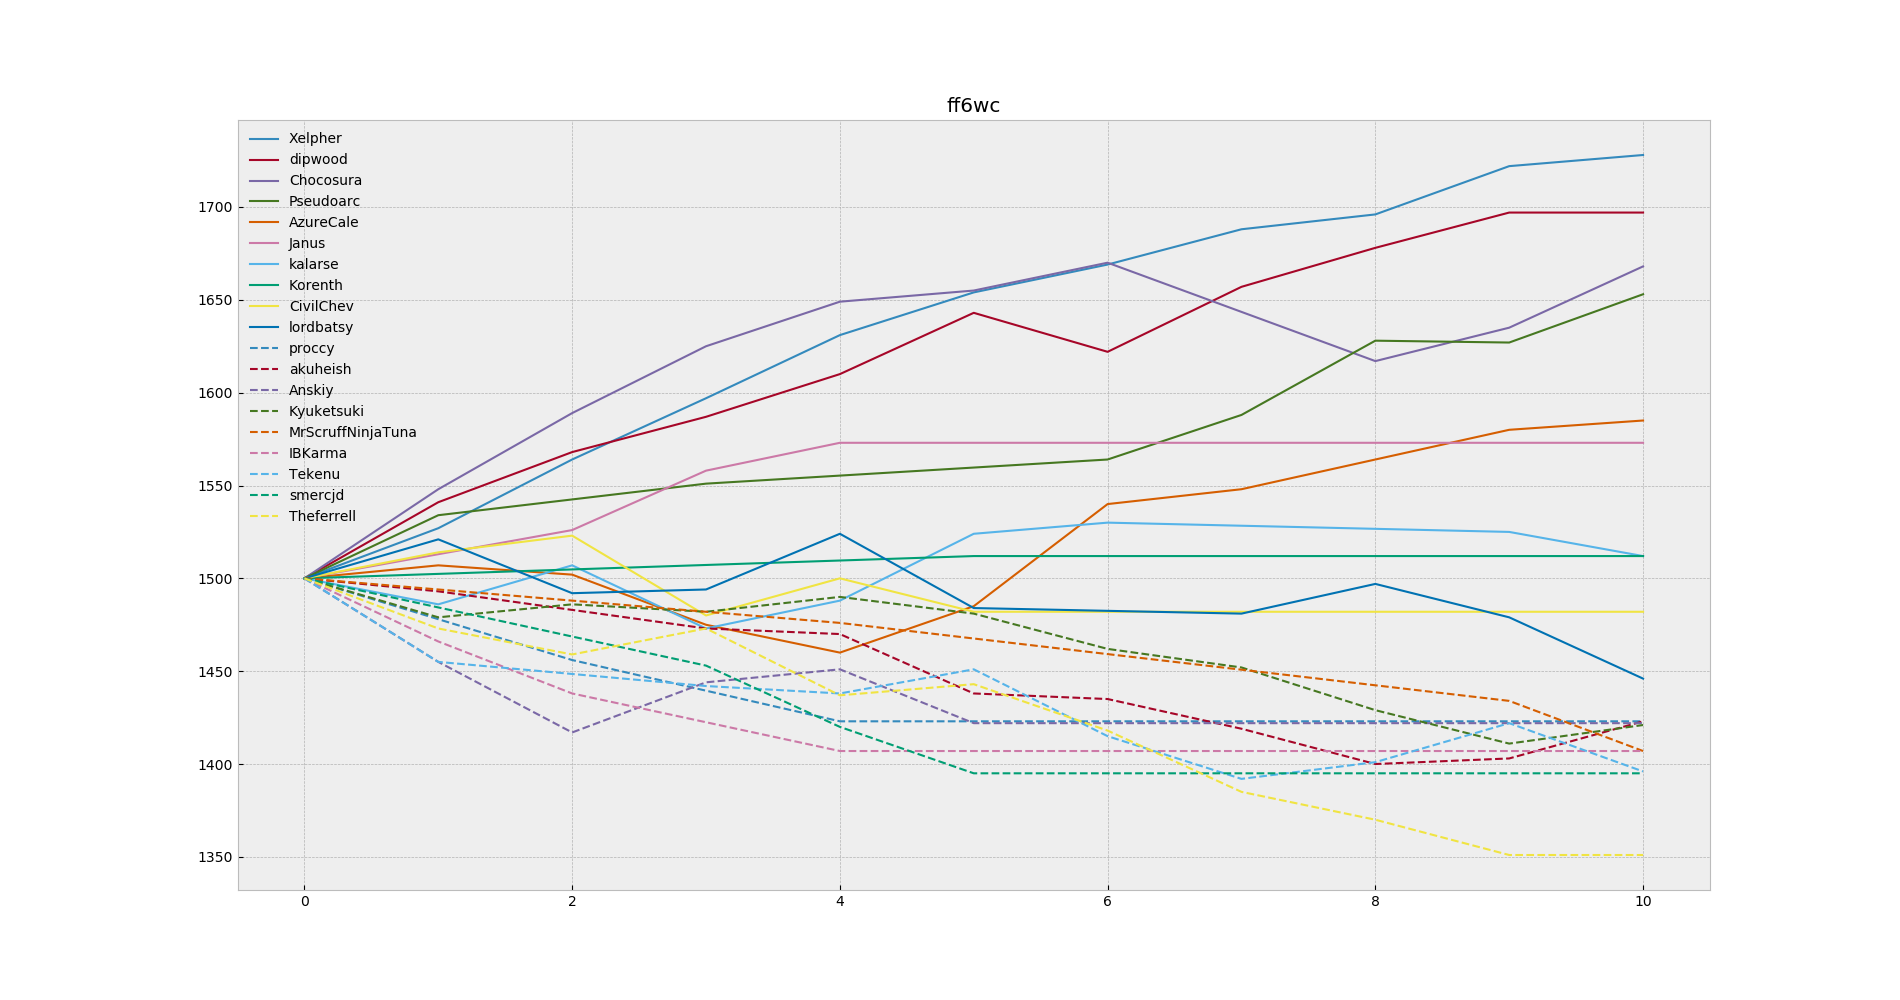 ff6wc
Xelpher
dipwood
Chocosura
Pseudoarc
AzureCale
Janus
kalarse
Korenth
CivilChev
lordbatsy
proccy
akuheish
Anskiy
Kyuketsuki
MrScruffNinjaTuna
IBKarma
Tekenu
smercjd
Theferrell
1700
1650
1600
1550
1500
1450
1400
1350
0 2 4 6 8 10